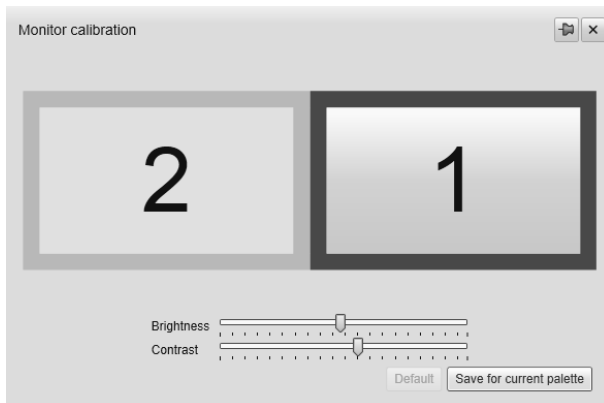 Monitor calibration
2
1
Brightness
Contrast
Default
Save for current palette